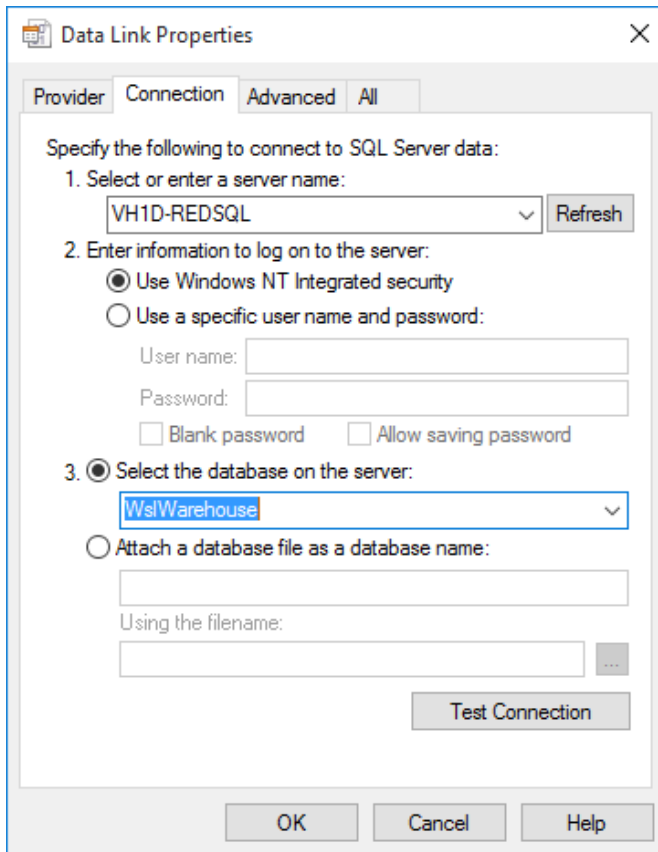 Data Link Properties
Provider Connection Advanced All
Specify the following to connect to SQL Server data:
1. Select or enter a server name:
VH1D-REDSQL Refresh
2. Enter information to log on to the server:
Use Windows NT Integrated security
Use a specific user name and password:
User name:
Password:
Blank password Allow saving password
3. Select the database on the server:
WslWarehouse
Attach a database file as a database name:
Using the filename:
...
Test Connection
OK Cancel Help